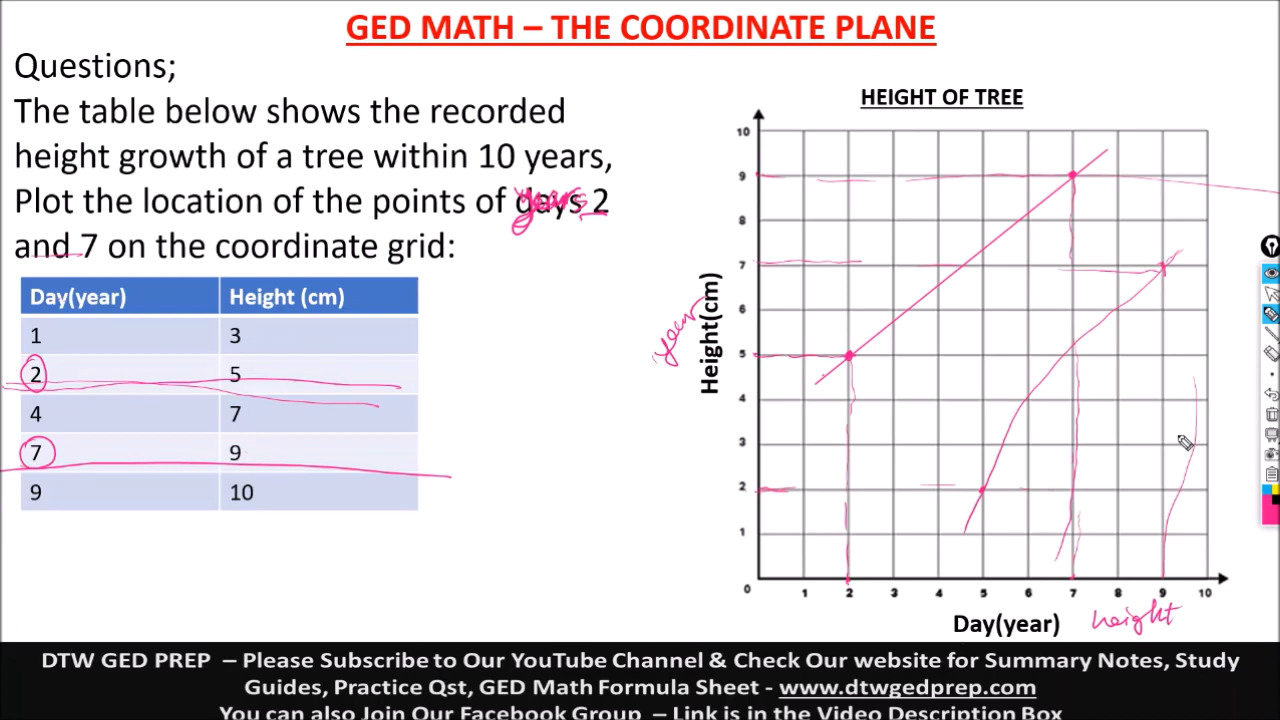 GED MATH – THE COORDINATE PLANE
Questions;
The table below shows the recorded
height growth of a tree within 10 years,
Plot the location of the points of days 2
years
and 7 on the coordinate grid:
Day(year) Height (cm)
1 3
2 5
4 7
7 9
9 10
HEIGHT OF TREE
10
9
8
7
6
5
4
3
2
1
0 1 2 3 4 5 6 7 8 9 10
year
Height(cm)
Day(year) height
DTW GED PREP – Please Subscribe to Our YouTube Channel & Check Our website for Summary Notes, Study
Guides, Practice Qst, GED Math Formula Sheet - www.dtwgedprep.com
You can also Join Our Facebook Group – Link is in the Video Description Box